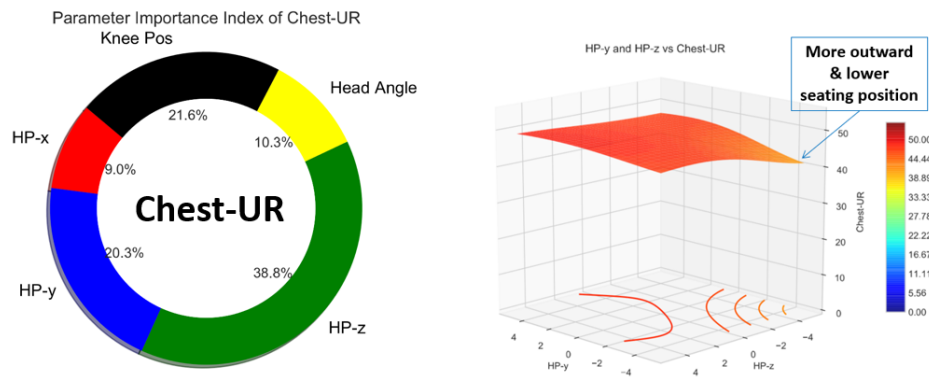 Parameter Importance Index of Chest-UR
Knee Pos
Head Angle
HP-x
HP-y
HP-z
21.6%
10.3%
9.0%
20.3%
38.8%
Chest-UR
HP-y and HP-z vs Chest-UR
More outward
& lower
seating position
50
40
30
20
10
0
Chest-UR
4
2
0
−2
−4
HP-y
4
2
0
−2
−4
HP-z
50.00
44.44
38.89
33.33
27.78
22.22
16.67
11.11
5.56
0.00